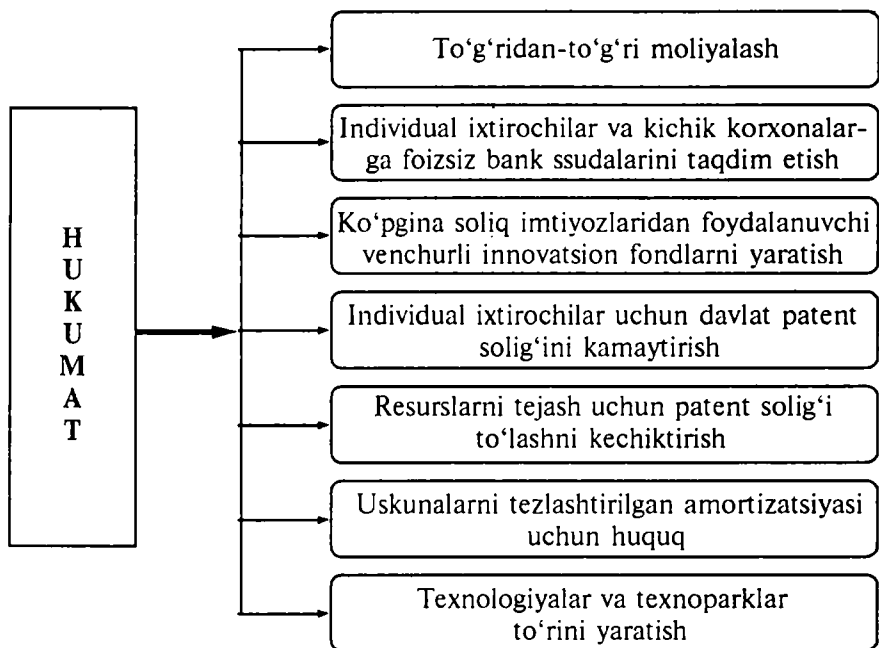 HUKUMAT
To‘g‘ridan-to‘g‘ri moliyalash
Individual ixtirochilar va kichik korxonalar-
ga foizsiz bank ssudalarini taqdim etish
Ko‘pgina soliq imtiyozlaridan foydalanuvchi
venchurli innovatsion fondlarni yaratish
Individual ixtirochilar uchun davlat patent
solig‘ini kamaytirish
Resurslarni tejash uchun patent solig‘i
to‘lashni kechiktirish
Uskunalarni tezlashtirilgan amortizatsiyasi
uchun huquq
Texnologiyalar va texnoparklar
to‘rini yaratish